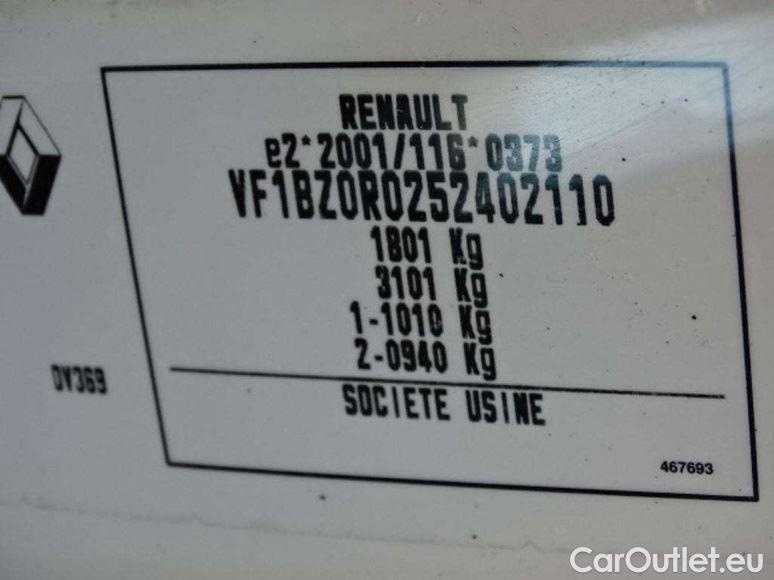 RENAULT
e2*2001/116*0373
VF1BZ0R0252402110
1801 Kg
3101 Kg
1-1010 Kg
2-0940 Kg
DV369
SOCIETE USINE
467693
CarOutlet.eu